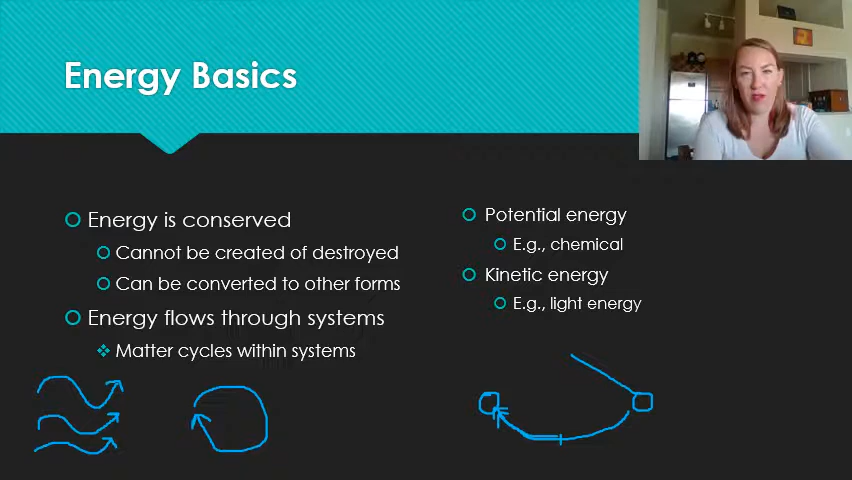 Energy Basics
Energy is conserved
Cannot be created of destroyed
Can be converted to other forms
Energy flows through systems
Matter cycles within systems
Potential energy
E.g., chemical
Kinetic energy
E.g., light energy